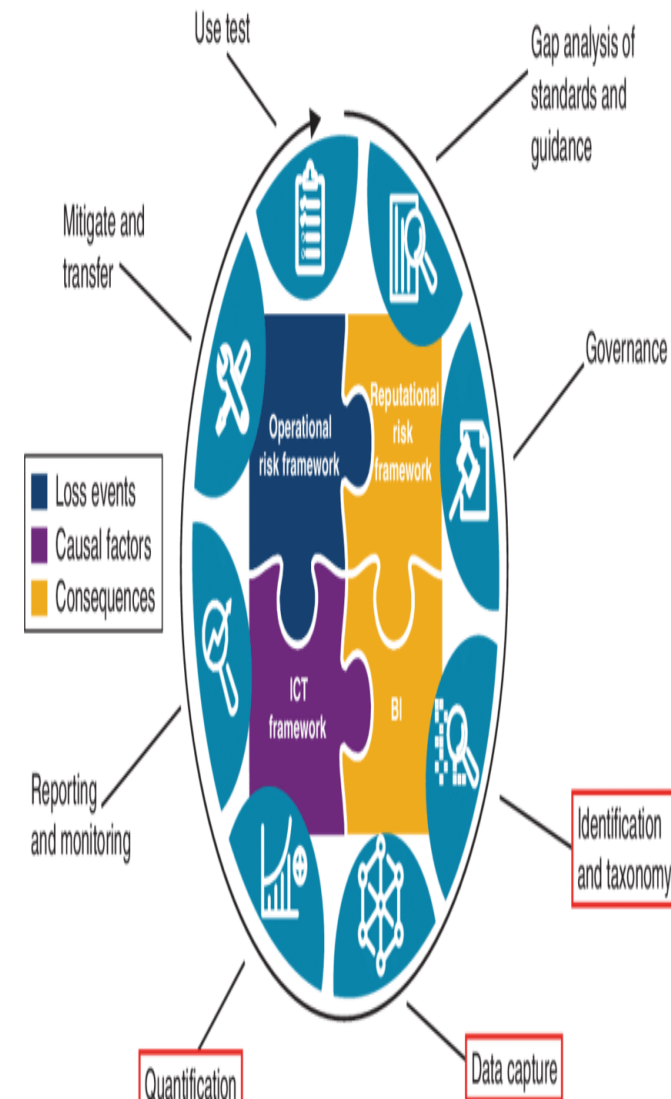 Use test
Gap analysis of
standards and
guidance
Mitigate and
transfer
Governance
Operational
risk framework
Reputational
risk
framework
Loss events
Causal factors
Consequences
ICT
framework
BI
Reporting
and monitoring
Identification
and taxonomy
Data capture
Quantification